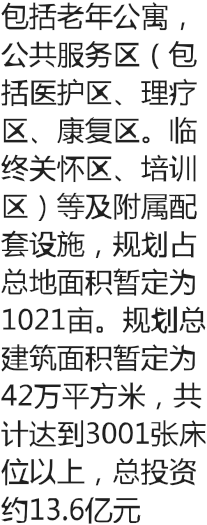 包括老年公寓，
公共服务区（包
括医护区、理疗
区、康复区。临
终关怀区、培训
区）等及附属配
套设施，规划占
总地面积暂定为
1021亩。规划总
建筑面积暂定为
42万平方米，共
计达到3001张床
位以上，总投资
约13.6亿元